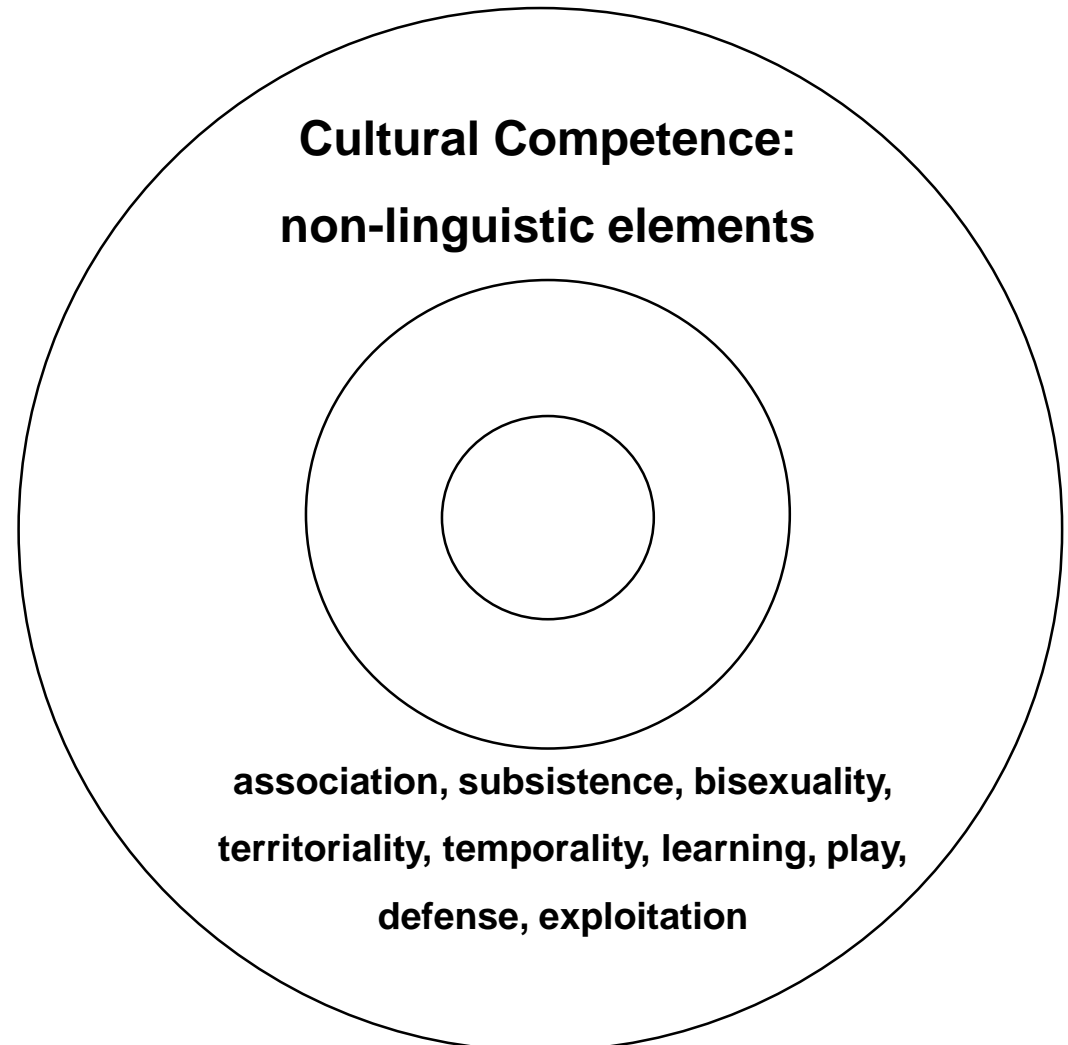 Cultural Competence:
non-linguistic elements
association, subsistence, bisexuality,
territoriality, temporality, learning, play,
defense, exploitation